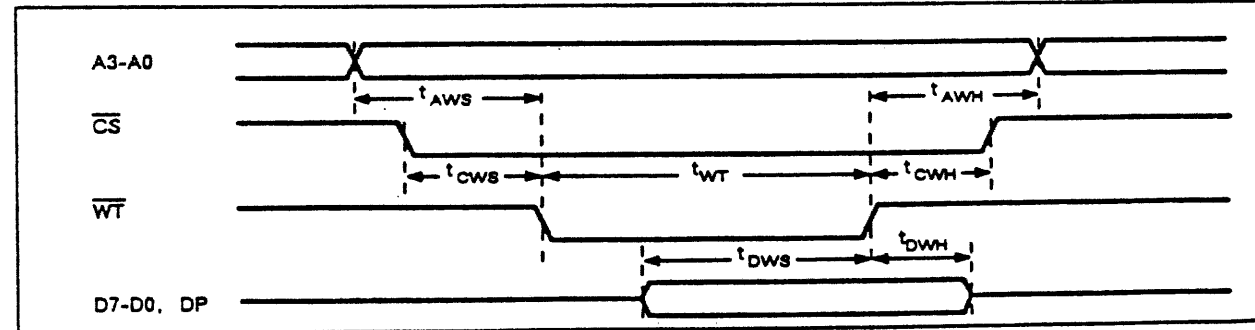 A3-A0
tAWS
tAWH
CS
tCWS
tWT
tCWH
WT
tDWS
tDWH
D7-D0, DP